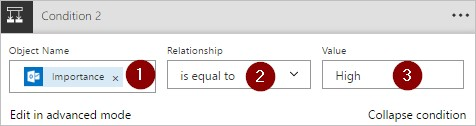 Condition 2
Object Name Relationship Value
Importance × 1 is equal to 2 High 3
Edit in advanced mode Collapse condition